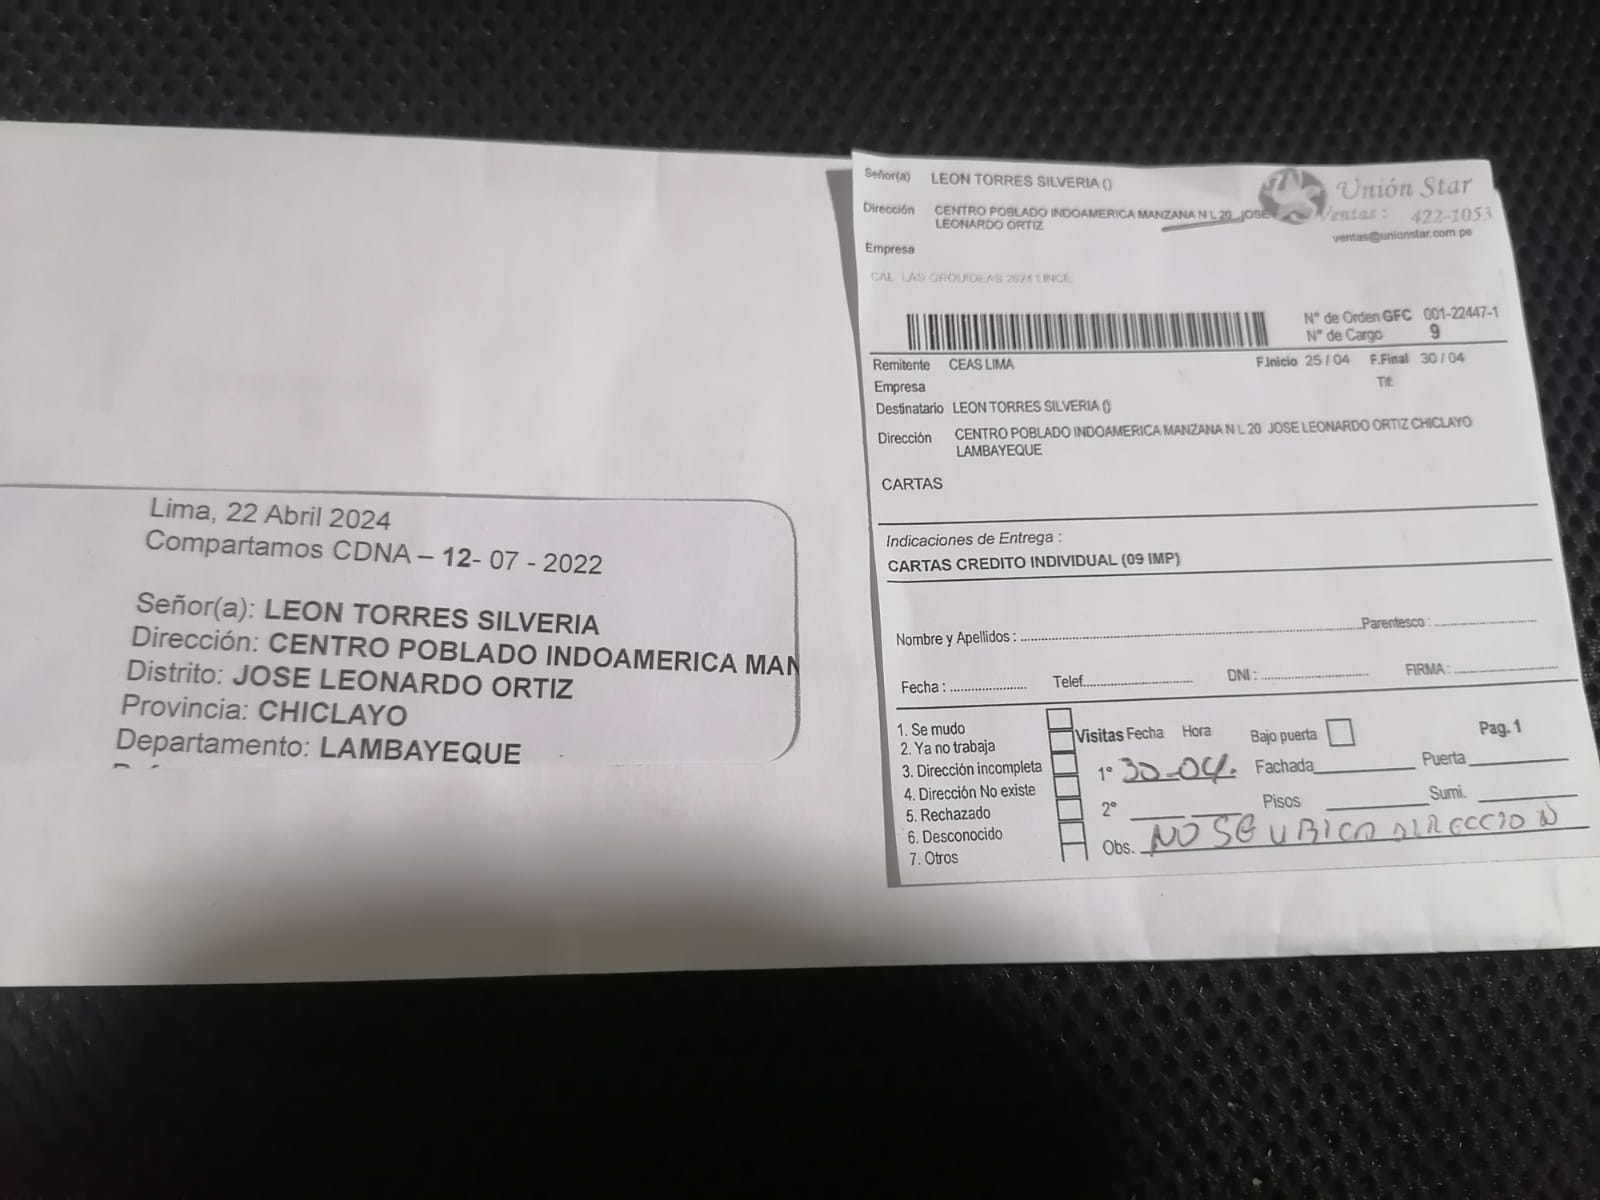 Lima, 22 Abril 2024
Compartamos CDNA – 12- 07 - 2022
Señor(a): LEON TORRES SILVERIA
Dirección: CENTRO POBLADO INDOAMERICA MAN
Distrito: JOSE LEONARDO ORTIZ
Provincia: CHICLAYO
Departamento: LAMBAYEQUE
Señor(a) LEON TORRES SILVERIA ()
Unión Star
Ventas: 422-1053
ventas@unionstar.com.pe
Dirección CENTRO POBLADO INDOAMERICA MANZANA N L 20 JOSE
LEONARDO ORTIZ
Empresa
CAL LAS ORQUIDEAS 2624 LINCE
N° de Orden GFC 001-22447-1
N° de Cargo 9
Remitente CEAS LIMA F.Inicio 25 / 04 F.Final 30 / 04
Empresa Tlf:
Destinatario LEON TORRES SILVERIA ()
Dirección CENTRO POBLADO INDOAMERICA MANZANA N L 20 JOSE LEONARDO ORTIZ CHICLAYO
LAMBAYEQUE
CARTAS
Indicaciones de Entrega :
CARTAS CREDITO INDIVIDUAL (09 IMP)
Nombre y Apellidos : Parentesco :
Fecha : Telef. DNI : FIRMA :
1. Se mudo
2. Ya no trabaja
3. Dirección incompleta
4. Dirección No existe
5. Rechazado
6. Desconocido
7. Otros
Visitas Fecha Hora Bajo puerta Pag. 1
1° 30-04. Fachada Puerta
2° Pisos Sumi.
Obs. NO SE UBICO DIRECCION